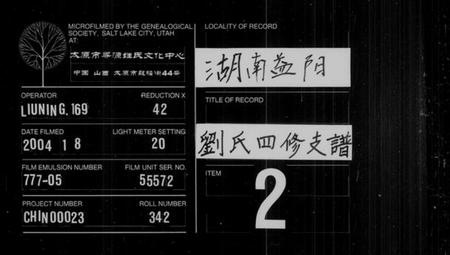 MICROFILMED BY THE GENEALOGICAL
SOCIETY, SALT LAKE CITY, UTAH
AT:
太原市尋源姓氏文化中心
中国 山西 太原市
44号
OPERATOR
LIUNING, 169
REDUCTION X
42
DATE FILMED
2004 1 8
LIGHT METER SETTING
20
FILM EMULSION NUMBER
777-05
FILM UNIT SER. NO.
55572
PROJECT NUMBER
CHIN00023
ROLL NUMBER
342
LOCALITY OF RECORD
湖南益阳
TITLE OF RECORD
劉氏四修支譜
ITEM
2